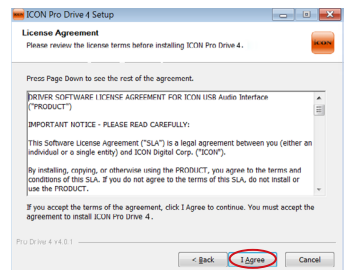 ICON Pro Drive 4 Setup
License Agreement
Please review the license terms before installing ICON Pro Drive 4.
ICON
Press Page Down to see the rest of the agreement.
DRIVER SOFTWARE LICENSE AGREEMENT FOR ICON USB Audio Interface
("PRODUCT")
IMPORTANT NOTICE - PLEASE READ CAREFULLY:
This Software License Agreement ("SLA") is a legal agreement between you (either an
individual or a single entity) and ICON Digital Corp. ("ICON").
By installing, copying, or otherwise using the PRODUCT, you agree to the terms and
conditions of this SLA. If you do not agree to the terms of this SLA, do not install or
use the PRODUCT.
If you accept the terms of the agreement, click I Agree to continue. You must accept the
agreement to install ICON Pro Drive 4.
Pro Drive 4 v4.0.1
< Back
I Agree
Cancel